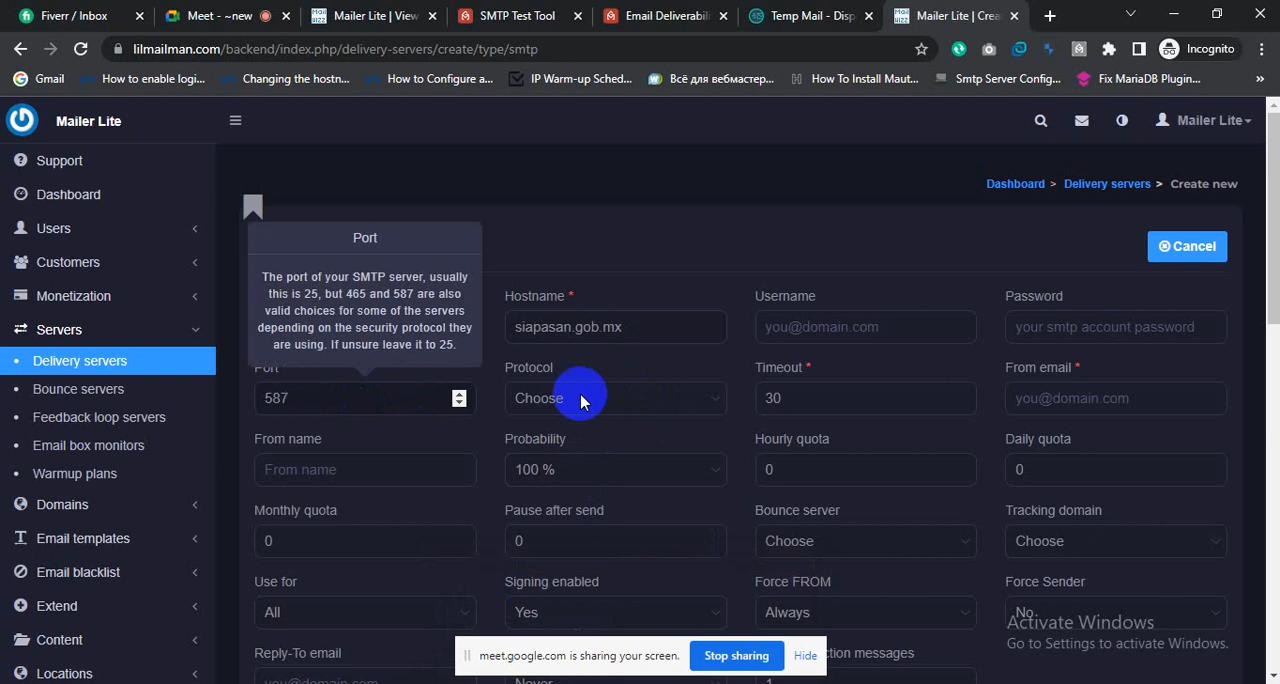 Fiverr / Inbox
Meet - ~new
Mailer Lite | View
SMTP Test Tool
Email Deliverabil
Temp Mail - Disp
Mailer Lite | Crea
lilmailman.com/backend/index.php/delivery-servers/create/type/smtp
Incognito
Gmail
How to enable logi...
Changing the hostn...
How to Configure a...
IP Warm-up Sched...
Всё для вебмастер...
How To Install Maut...
Smtp Server Config...
Fix MariaDB Plugin...
»
Mailer Lite
Mailer Lite
Support
Dashboard
Users
Customers
Monetization
Servers
Delivery servers
Bounce servers
Feedback loop servers
Email box monitors
Warmup plans
Domains
Email templates
Email blacklist
Extend
Content
Locations
Dashboard > Delivery servers > Create new
Cancel
Port
The port of your SMTP server, usually
this is 25, but 465 and 587 are also
valid choices for some of the servers
depending on the security protocol they
are using. If unsure leave it to 25.
Hostname *
siapasan.gob.mx
Username
you@domain.com
Password
your smtp account password
Port
587
Protocol
Choose
Timeout *
30
From email *
you@domain.com
From name
From name
Probability
100 %
Hourly quota
0
Daily quota
0
Monthly quota
0
Pause after send
0
Bounce server
Choose
Tracking domain
Choose
Use for
All
Signing enabled
Yes
Force FROM
Always
Force Sender
No
Activate Windows
Go to Settings to activate Windows.
Reply-To email
you@domain.com
Never
ction messages
1
meet.google.com is sharing your screen.
Stop sharing
Hide